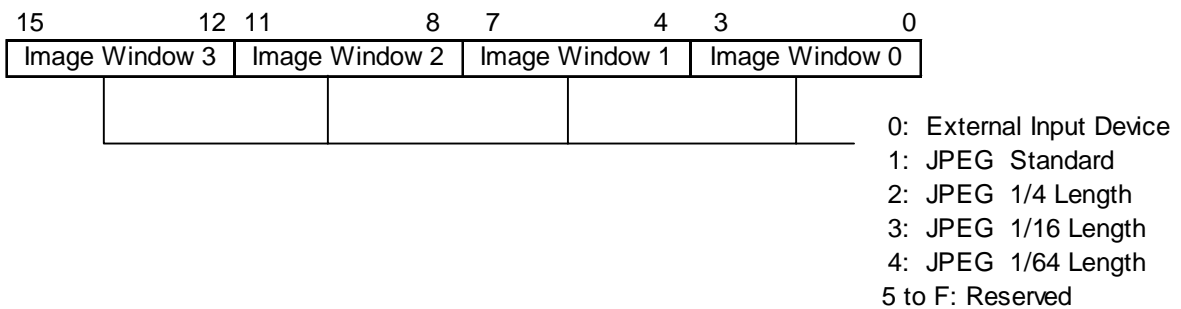 15 12 11 8 7 4 3 0
Image Window 3 Image Window 2 Image Window 1 Image Window 0
0: External Input Device
1: JPEG Standard
2: JPEG 1/4 Length
3: JPEG 1/16 Length
4: JPEG 1/64 Length
5 to F: Reserved